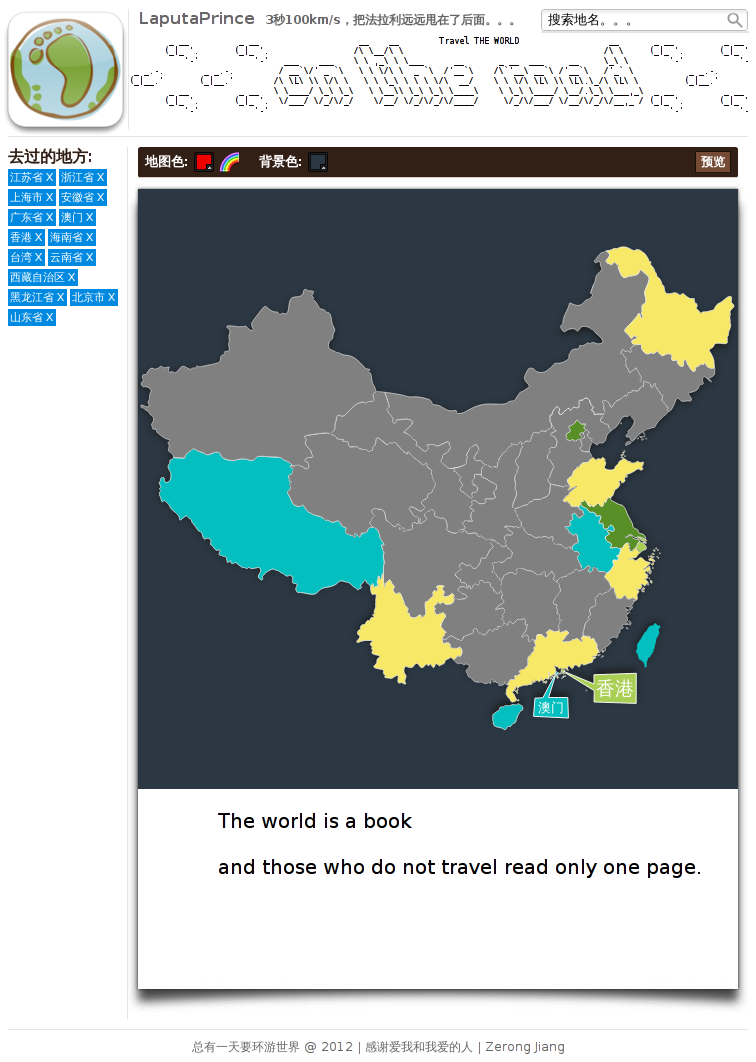 LaputaPrince 3秒100km/s，把法拉利远远甩在了后面。。。
搜索地名。。。
Travel THE WORLD
on the road
去过的地方:
江苏省 X 浙江省 X
上海市 X 安徽省 X
广东省 X 澳门 X
香港 X 海南省 X
台湾 X 云南省 X
西藏自治区 X
黑龙江省 X 北京市 X
山东省 X
地图色: 背景色: 预览
香港
澳门
The world is a book
and those who do not travel read only one page.
总有一天要环游世界 @ 2012 | 感谢爱我和我爱的人 | Zerong Jiang